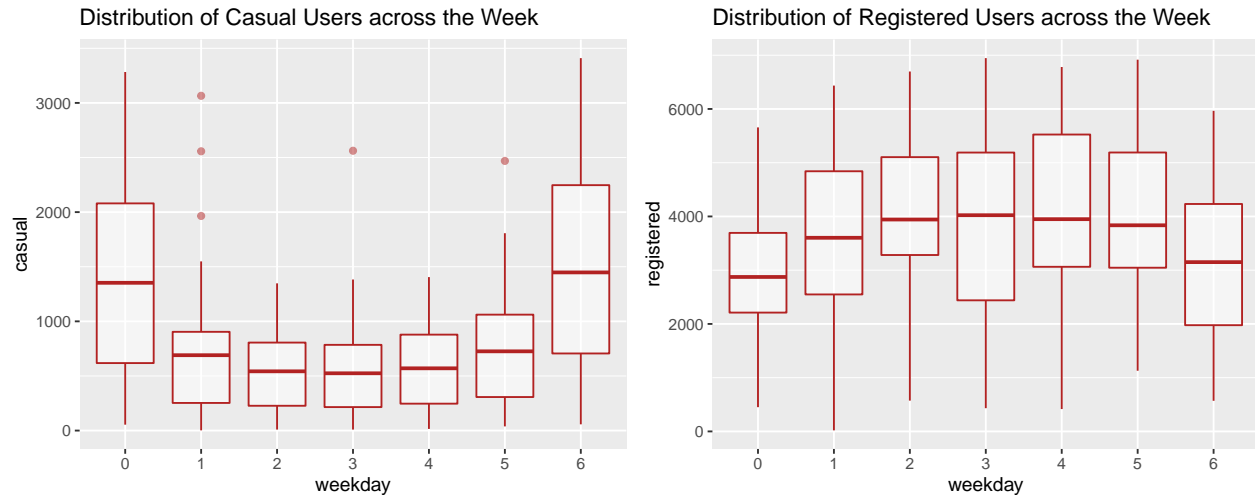 Distribution of Casual Users across the Week
casual
3000
2000
1000
0
0 1 2 3 4 5 6
weekday
Distribution of Registered Users across the Week
registered
6000
4000
2000
0
0 1 2 3 4 5 6
weekday